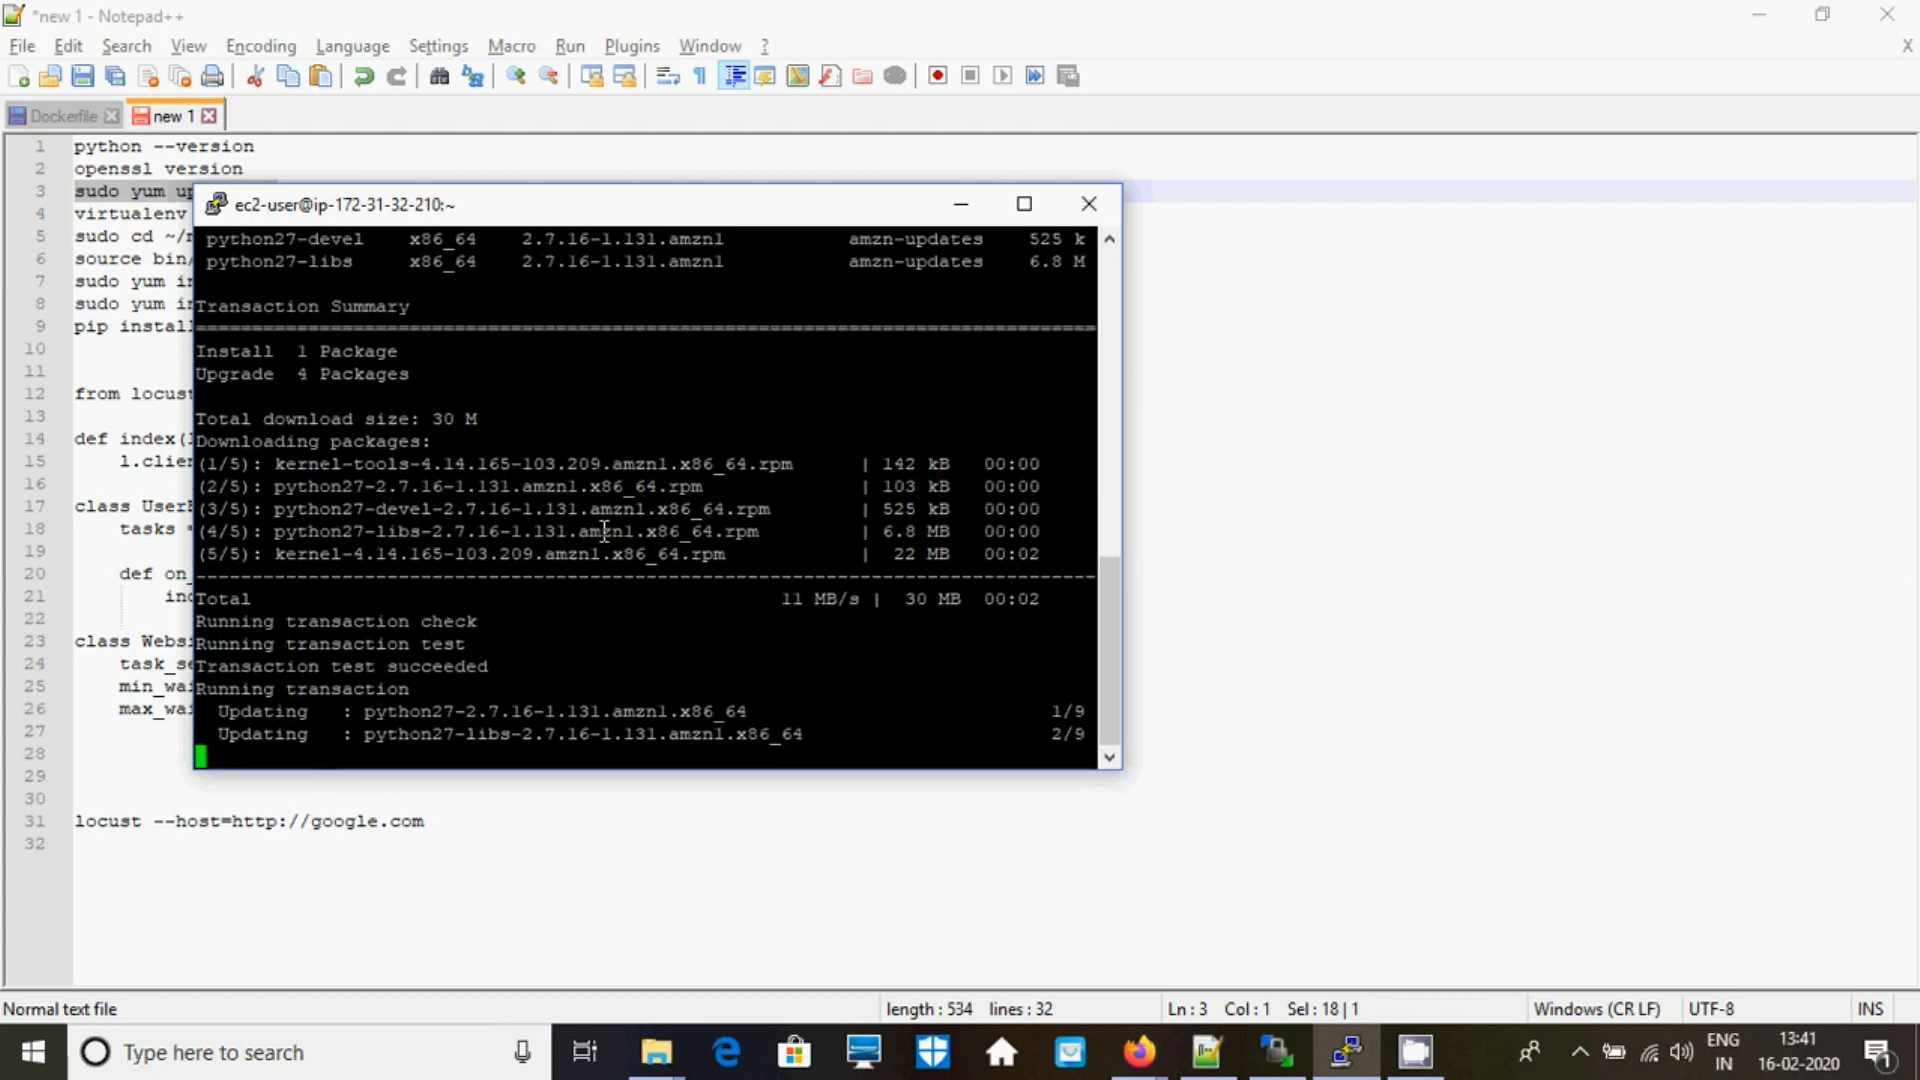 *new 1 - Notepad++
File Edit Search View Encoding Language Settings Macro Run Plugins Window ?
X
Dockerfile new 1
1 python --version
2 openssl version
3 sudo yum
4 virtualenv
5 sudo cd
6 source bin/
7 sudo yum
8 sudo yum
9 pip install
10
11
12 from locust
13
14 def index(
15 l.clien
16
17 class User
18 tasks
19
20 def on_
21
22
23 class Websi
24 task_se
25 min_wai
26 max_wai
27
28
29
30
31 locust --host=http://google.com
32
ec2-user@ip-172-31-32-210:~
python27-devel x86_64 2.7.16-1.131.amzn1 amzn-updates 525 k
python27-libs x86_64 2.7.16-1.131.amzn1 amzn-updates 6.8 M
Transaction Summary
================================================================================
Install 1 Package
Upgrade 4 Packages
Total download size: 30 M
Downloading packages:
(1/5): kernel-tools-4.14.165-103.209.amzn1.x86_64.rpm | 142 kB 00:00
(2/5): python27-2.7.16-1.131.amzn1.x86_64.rpm | 103 kB 00:00
(3/5): python27-devel-2.7.16-1.131.amzn1.x86_64.rpm | 525 kB 00:00
(4/5): python27-libs-2.7.16-1.131.amzn1.x86_64.rpm | 6.8 MB 00:00
(5/5): kernel-4.14.165-103.209.amzn1.x86_64.rpm | 22 MB 00:02
--------------------------------------------------------------------------------
Total 11 MB/s | 30 MB 00:02
Running transaction check
Running transaction test
Transaction test succeeded
Running transaction
Updating : python27-2.7.16-1.131.amzn1.x86_64 1/9
Updating : python27-libs-2.7.16-1.131.amzn1.x86_64 2/9
Normal text file length : 534 lines : 32 Ln : 3 Col : 1 Sel : 18 | 1 Windows (CR LF) UTF-8 INS
Type here to search
ENG
IN
13:41
16-02-2020
1